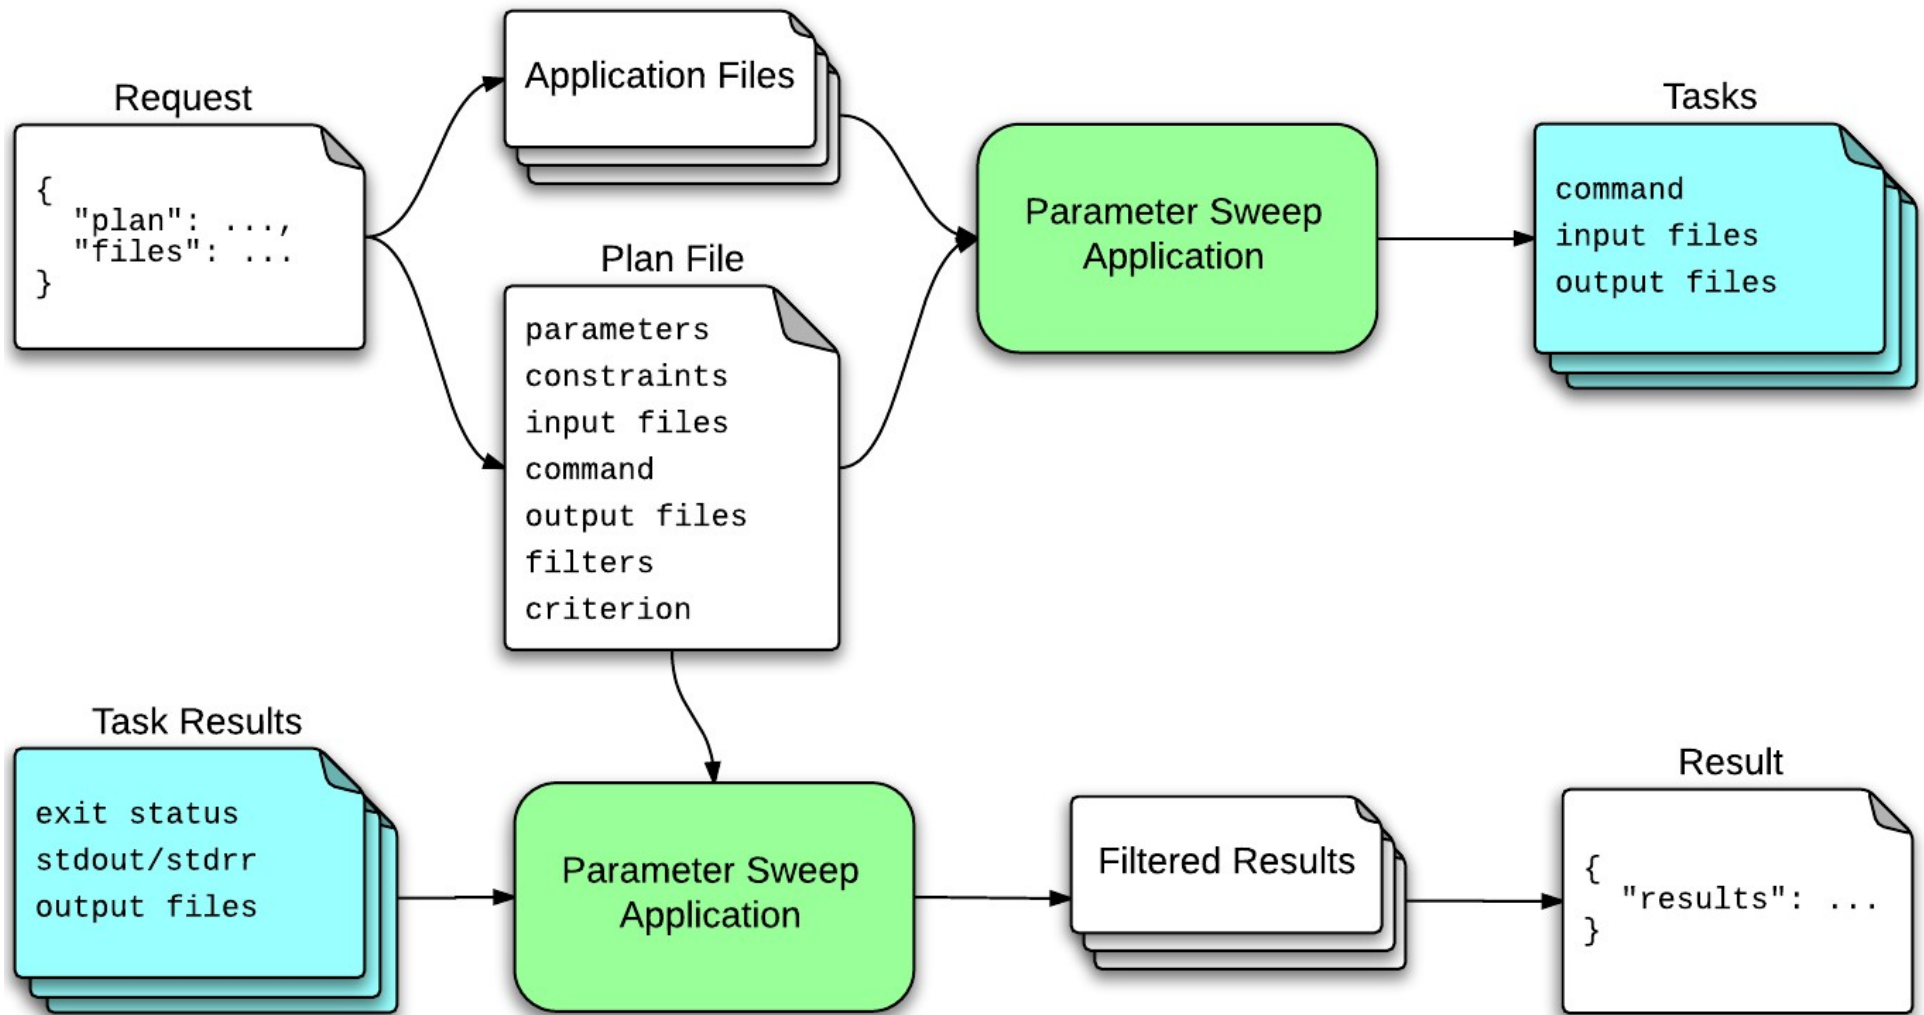 Request
{
"plan": ...,
"files": ...
}
Application Files
Plan File
parameters
constraints
input files
command
output files
filters
criterion
Parameter Sweep
Application
Tasks
command
input files
output files
Task Results
exit status
stdout/stdrr
output files
Parameter Sweep
Application
Filtered Results
Result
{
"results": ...
}